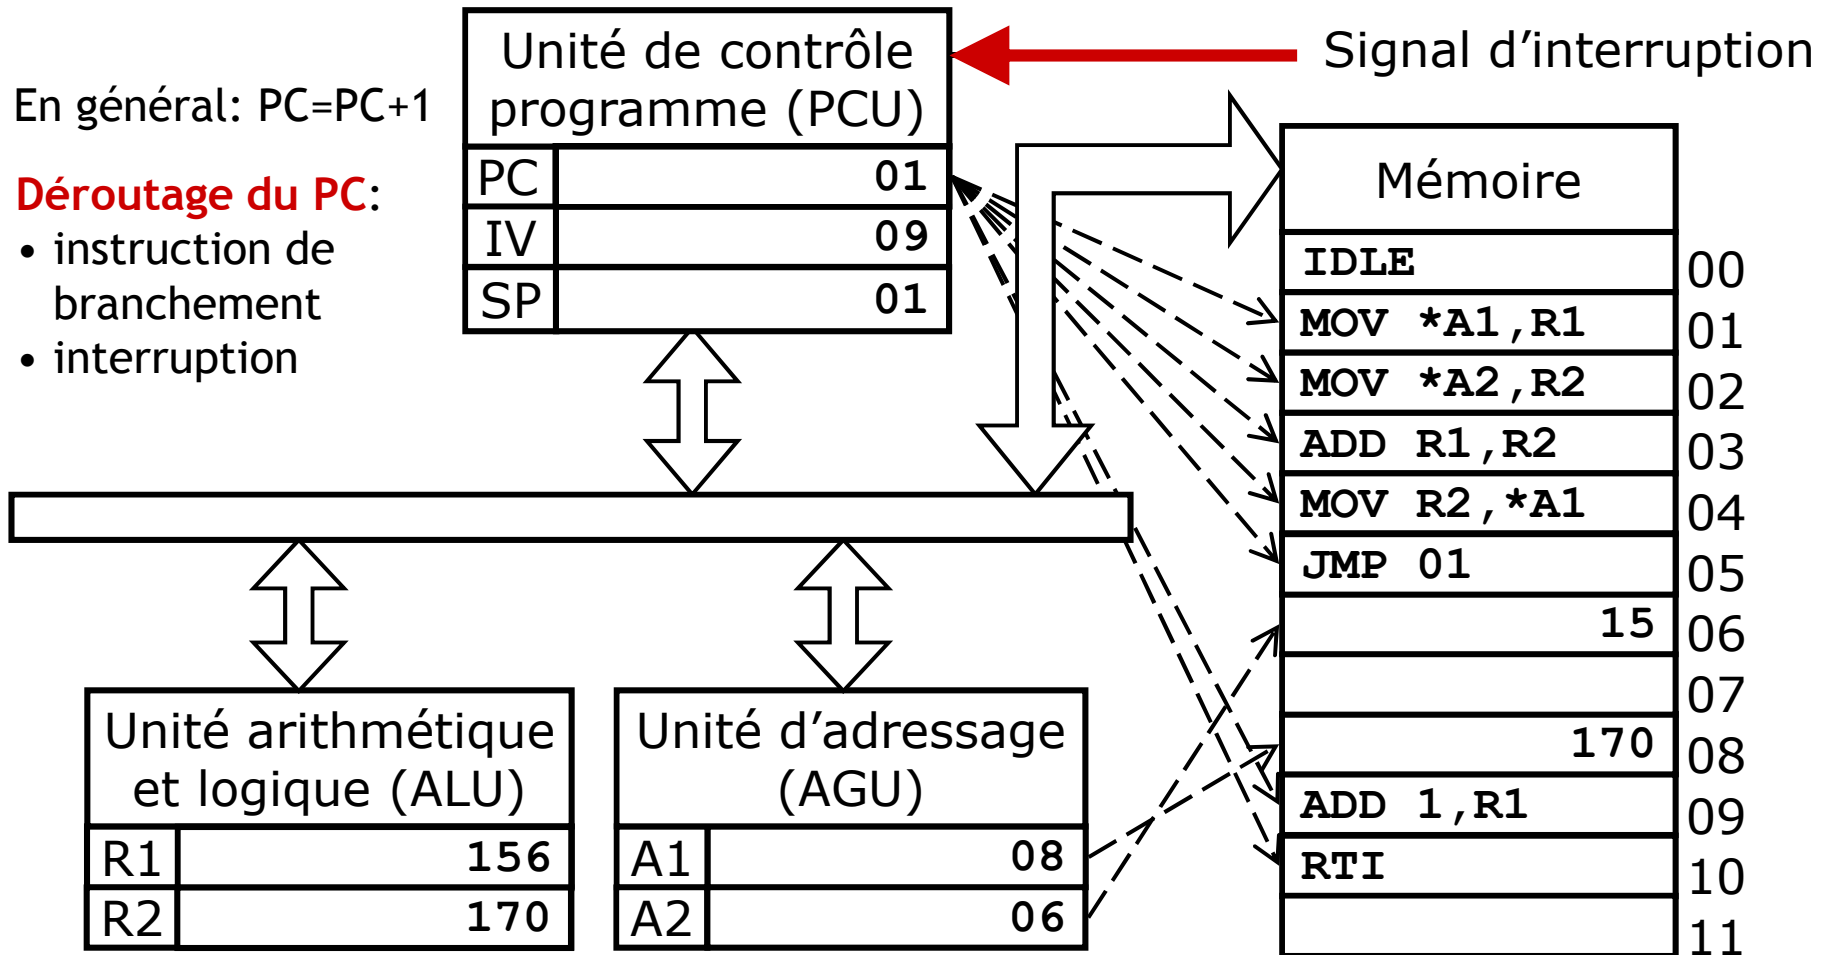 Unité de contrôle
programme (PCU)
PC 01
IV 09
SP 01
Signal d’interruption
En général: PC=PC+1
Déroutage du PC:
• instruction de
branchement
• interruption
Mémoire
IDLE 00
MOV *A1,R1 01
MOV *A2,R2 02
ADD R1,R2 03
MOV R2,*A1 04
JMP 01 05
15 06
07
170 08
ADD 1,R1 09
RTI 10
11
Unité arithmétique
et logique (ALU)
R1 156
R2 170
Unité d’adressage
(AGU)
A1 08
A2 06